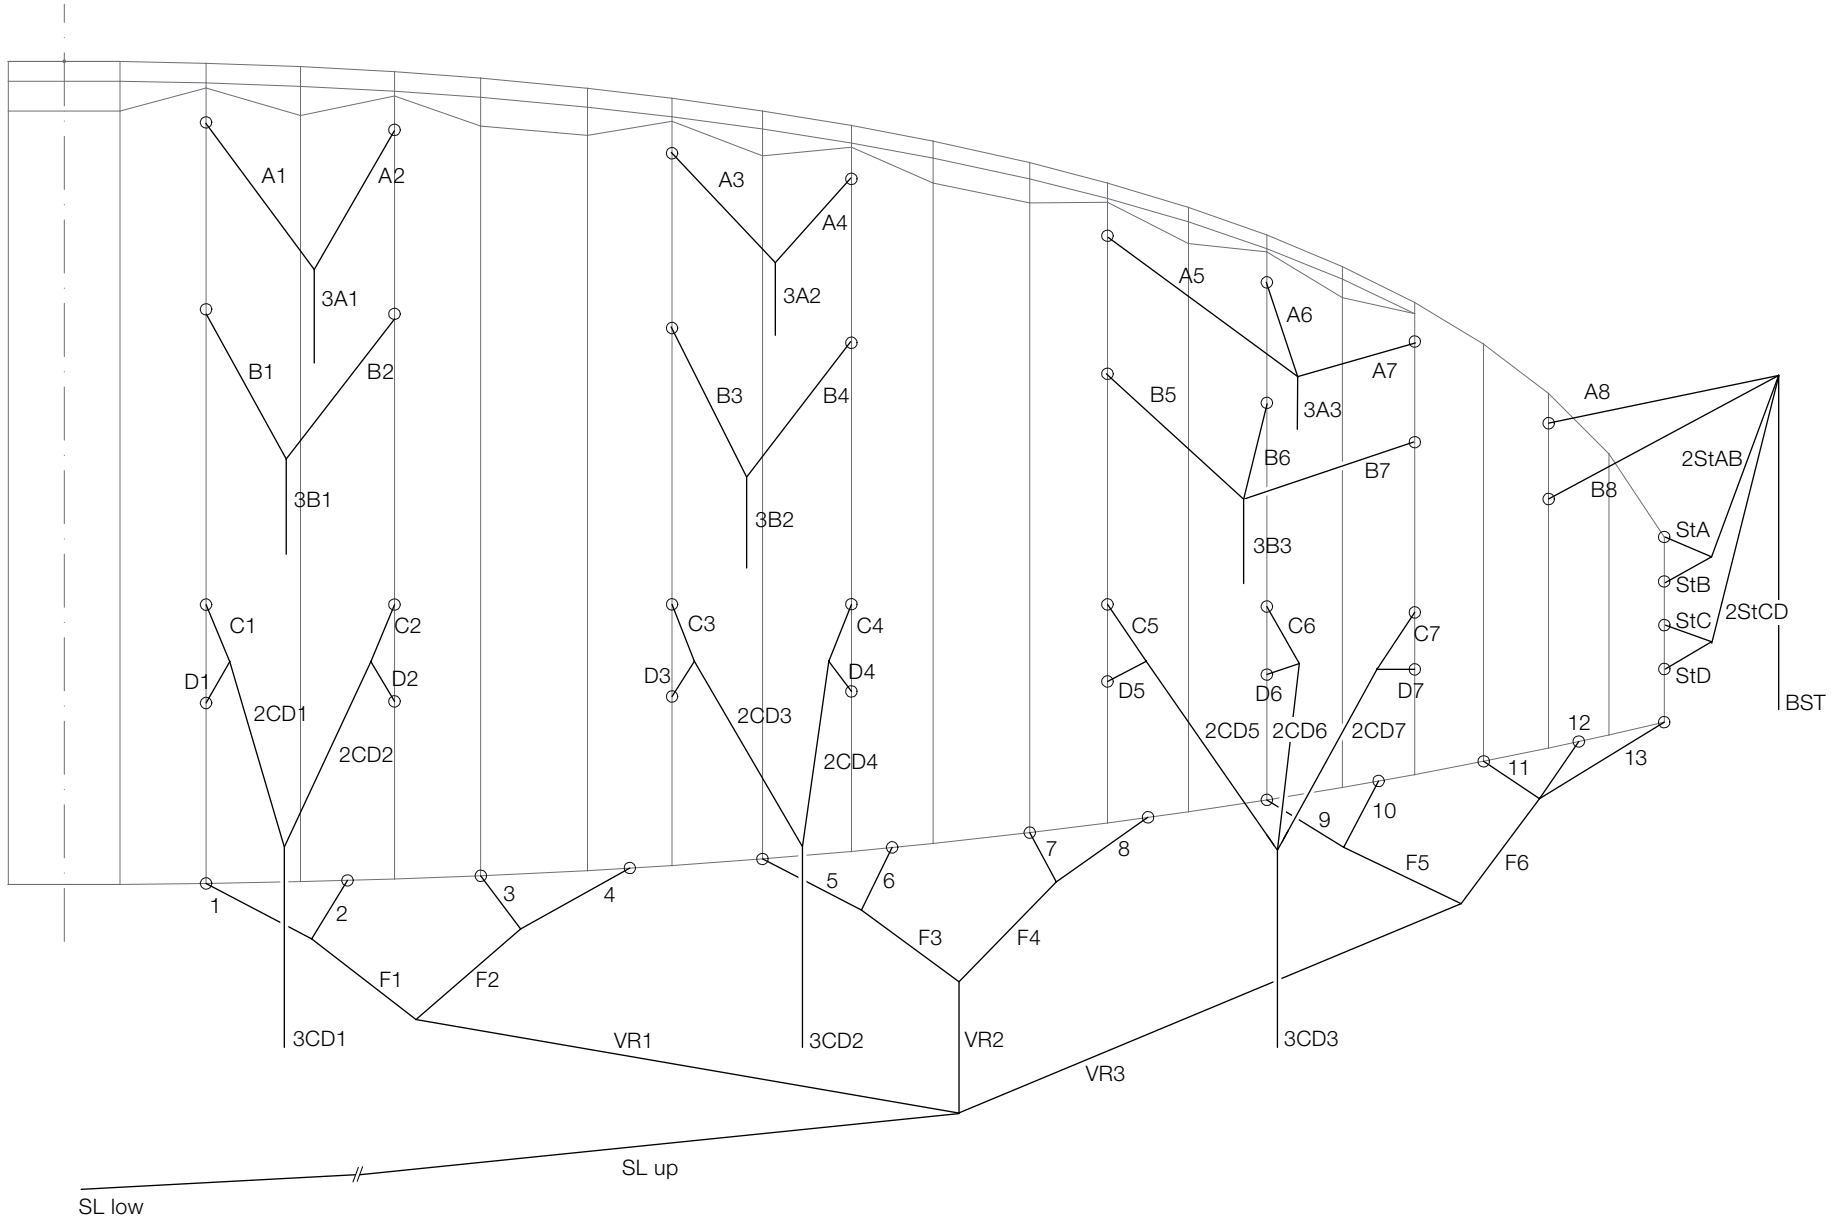 A1
A2
A3
A4
A5
A6
A7
A8
3A1
3A2
3A3
B1
B2
B3
B4
B5
B6
B7
B8
3B1
3B2
3B3
2StAB
StA
StB
StC
StD
2StCD
BST
C1
C2
C3
C4
C5
C6
C7
D1
D2
D3
D4
D5
D6
D7
2CD1
2CD2
2CD3
2CD4
2CD5
2CD6
2CD7
1
2
3
4
5
6
7
8
9
10
11
12
13
F1
F2
F3
F4
F5
F6
3CD1
3CD2
3CD3
VR1
VR2
VR3
SL up
SL low